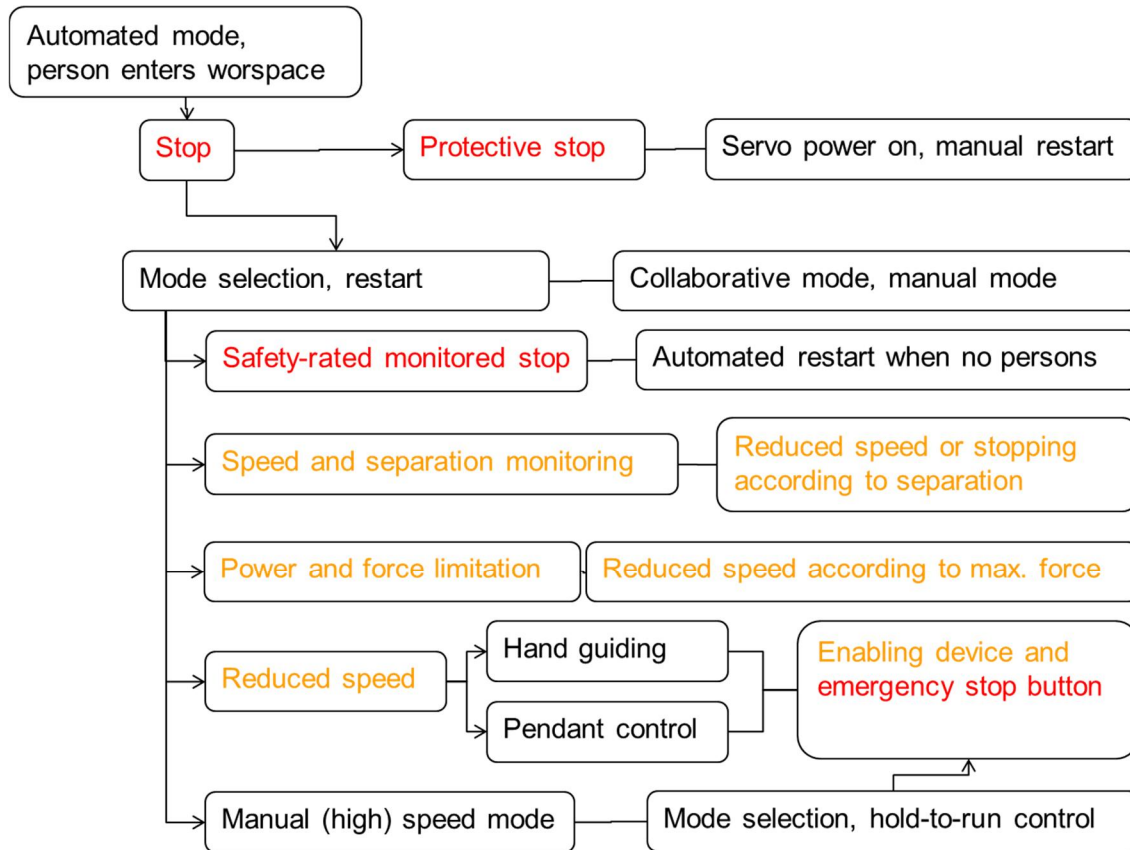 Automated mode,
person enters worspace
Stop
Protective stop
Servo power on, manual restart
Mode selection, restart
Collaborative mode, manual mode
Safety-rated monitored stop
Automated restart when no persons
Speed and separation monitoring
Reduced speed or stopping
according to separation
Power and force limitation
Reduced speed according to max. force
Reduced speed
Hand guiding
Pendant control
Enabling device and
emergency stop button
Manual (high) speed mode
Mode selection, hold-to-run control